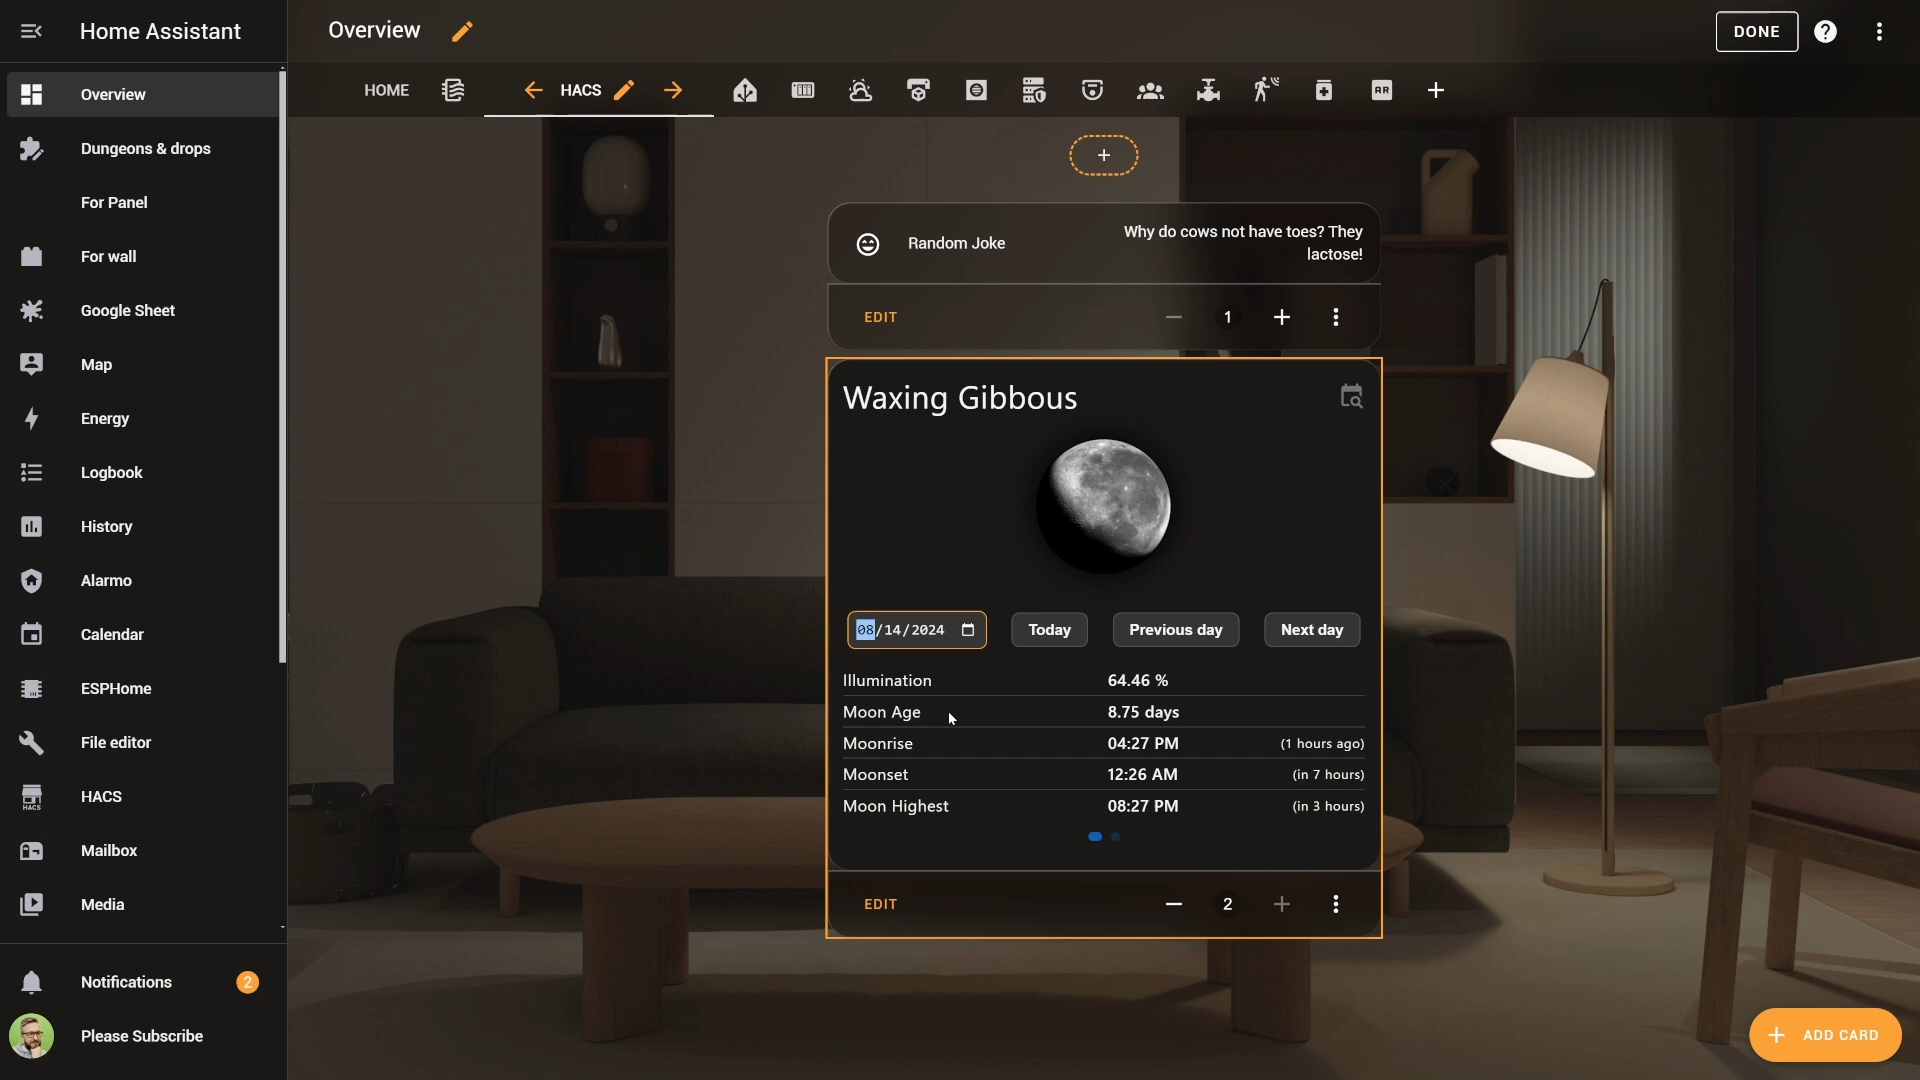 Home Assistant
Overview
DONE
HOME
HACS
AR
Overview
Dungeons & drops
For Panel
For wall
Google Sheet
Map
Energy
Logbook
History
Alarmo
Calendar
ESPHome
File editor
HACS
HACS
Mailbox
Media
Notifications
2
Please Subscribe
Random Joke
Why do cows not have toes? They
lactose!
EDIT
1
Waxing Gibbous
08/14/2024
Today
Previous day
Next day
Illumination 64.46 %
Moon Age 8.75 days
Moonrise 04:27 PM (1 hours ago)
Moonset 12:26 AM (in 7 hours)
Moon Highest 08:27 PM (in 3 hours)
EDIT
2
ADD CARD